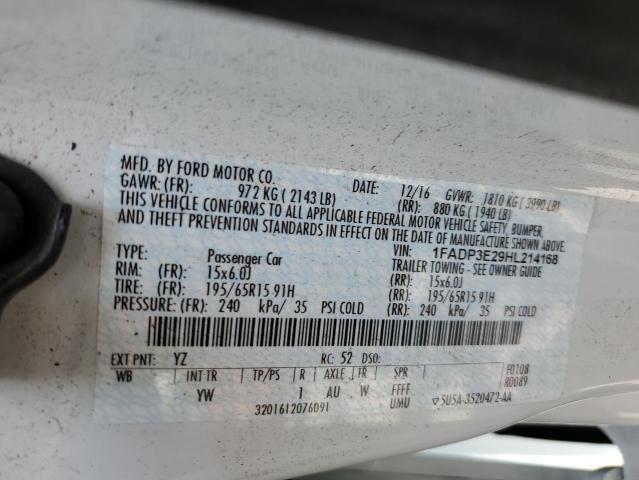 MFD. BY FORD MOTOR CO.
DATE: 12/16 GVWR: 1810 KG ( 3990 LB)
GAWR: (FR): 972 KG ( 2143 LB) (RR): 880 KG ( 1940 LB)
THIS VEHICLE CONFORMS TO ALL APPLICABLE FEDERAL MOTOR VEHICLE SAFETY, BUMPER,
AND THEFT PREVENTION STANDARDS IN EFFECT ON THE DATE OF MANUFACTURE SHOWN ABOVE.
VIN: 1FADP3E29HL214168
TYPE: Passenger Car TRAILER TOWING - SEE OWNER GUIDE
RIM: (FR): 15x6.0J (RR): 15x6.0J
TIRE: (FR): 195/65R15 91H (RR): 195/65R15 91H
PRESSURE: (FR): 240 kPa/ 35 PSI COLD (RR): 240 kPa/ 35 PSI COLD
EXT PNT: YZ RC: 52 DSO: F0108
WB INT TR TP/PS R AXLE TR SPR R0089
YW 1 AU W FFFF
3201612076091 UMU ▽5U5A-3520472-AA